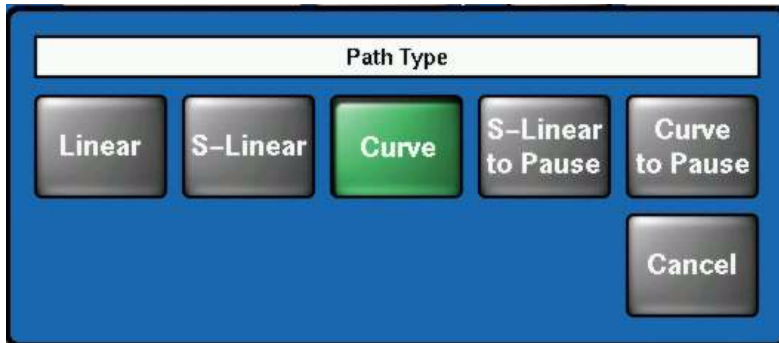 Path Type
Linear
S-Linear
Curve
S-Linear
to Pause
Curve
to Pause
Cancel